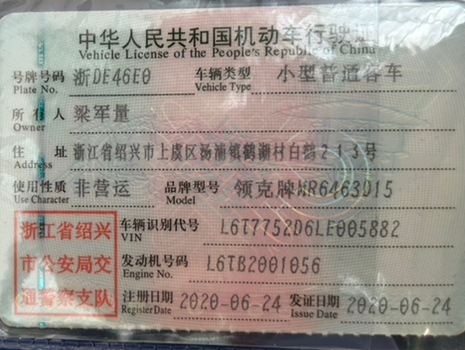 中华人民共和国机动车行驶证
Vehicle License of the People's Republic of China
号牌号码 浙DE46E0 车辆类型 小型普通客车
Plate No. Vehicle Type
所有人 梁军量
Owner
住址 浙江省绍兴市上虞区汤浦镇鹤湖村白鹤213号
Address
使用性质 非营运 品牌型号 领克牌MR6463D15
Use Character Model
浙江省绍兴 车辆识别代号 L6T7752D6LE005882
VIN
市公安局交 发动机号码 L6TB2001056
Engine No.
通警察支队 注册日期 2020-06-24 发证日期 2020-06-24
Register Date Issue Date